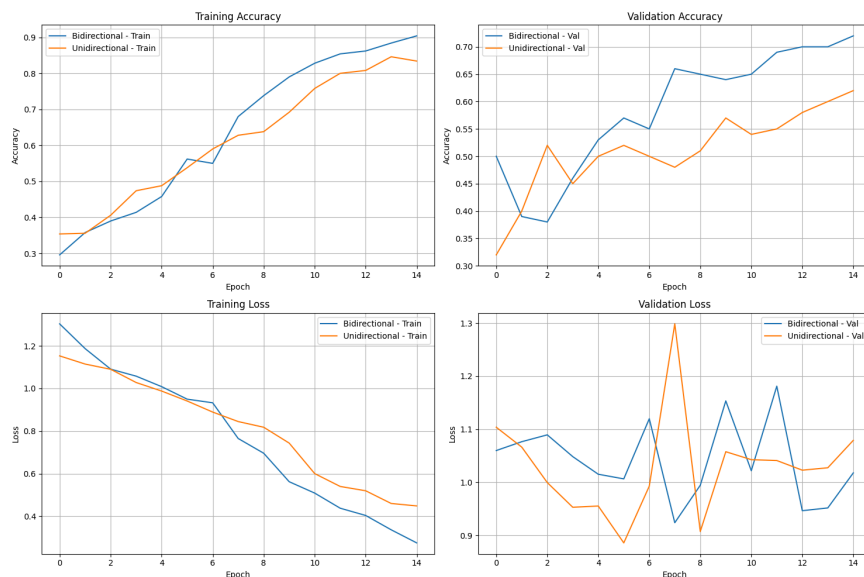 Training Accuracy
Bidirectional - Train
Unidirectional - Train
Accuracy
0.9
0.8
0.7
0.6
0.5
0.4
0.3
0 2 4 6 8 10 12 14
Epoch
Validation Accuracy
Bidirectional - Val
Unidirectional - Val
Accuracy
0.70
0.65
0.60
0.55
0.50
0.45
0.40
0.35
0.30
0 2 4 6 8 10 12 14
Epoch
Training Loss
Bidirectional - Train
Unidirectional - Train
Loss
1.2
1.0
0.8
0.6
0.4
0 2 4 6 8 10 12 14
Epoch
Validation Loss
Bidirectional - Val
Unidirectional - Val
Loss
1.3
1.2
1.1
1.0
0.9
0 2 4 6 8 10 12 14
Epoch